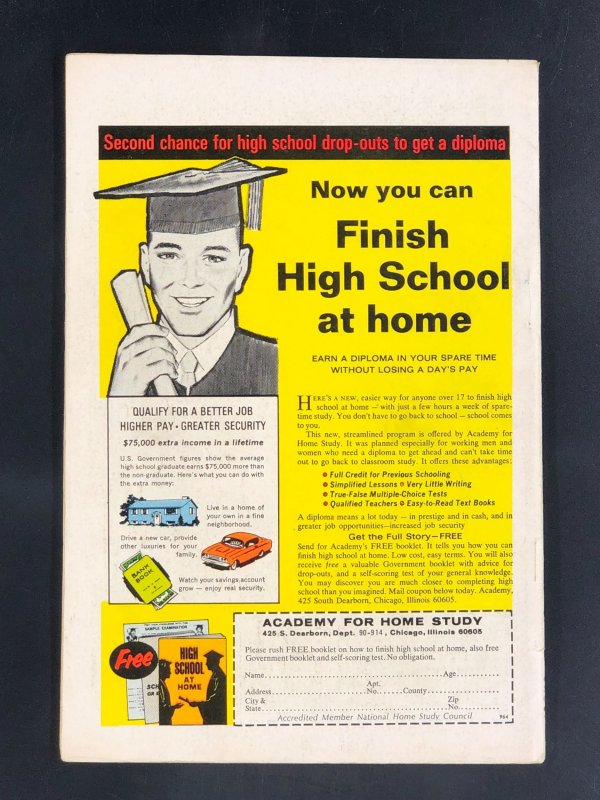 Second chance for high school drop-outs to get a diploma
Now you can
Finish
High School
at home
EARN A DIPLOMA IN YOUR SPARE TIME
WITHOUT LOSING A DAY'S PAY
QUALIFY FOR A BETTER JOB
HIGHER PAY • GREATER SECURITY
$75,000 extra income in a lifetime
U.S. Government figures show the average
high school graduate earns $75,000 more than
the non-graduate. Here's what you can do with
the extra money:
Live in a home of
your own in a fine
neighborhood.
Drive a new car, provide
other luxuries for your
family.
BANK
BOOK
Watch your savings account
grow — enjoy real security.
HERE'S A NEW, easier way for anyone over 17 to finish high
school at home — with just a few hours a week of spare-
time study. You don't have to go back to school — school comes
to you.
This new, streamlined program is offered by Academy for
Home Study. It was planned especially for working men and
women who need a diploma to get ahead and can't take time
out to go back to classroom study. It offers these advantages:
• Full Credit for Previous Schooling
• Simplified Lessons • Very Little Writing
• True-False Multiple-Choice Tests
• Qualified Teachers • Easy-to-Read Text Books
A diploma means a lot today — in prestige and in cash, and in
greater job opportunities—increased job security
Get the Full Story—FREE
Send for Academy's FREE booklet. It tells you how you can
finish high school at home. Low cost, easy terms. You will also
receive free a valuable Government booklet with advice for
drop-outs, and a self-scoring test of your general knowledge.
You may discover you are much closer to completing high
school than you imagined. Mail coupon below today. Academy,
425 South Dearborn, Chicago, Illinois 60605.
Free
SAMPLE EXAMINATION
HIGH
SCHOOL
AT
HOME
ACADEMY FOR HOME STUDY
425 S. Dearborn, Dept. 90-914, Chicago, Illinois 60605
Please rush FREE booklet on how to finish high school at home, also free
Government booklet and self-scoring test. No obligation.
Name Age
Address Apt. No. County
City & State Zip No.
Accredited Member National Home Study Council 964